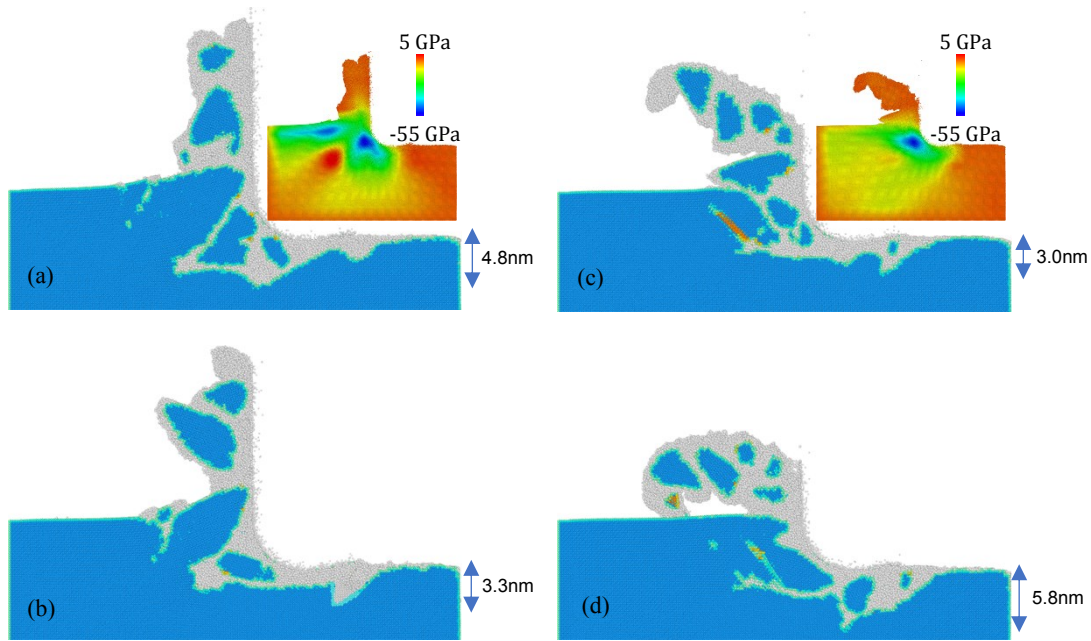 5 GPa
-55 GPa
(a)
4.8nm
5 GPa
-55 GPa
(c)
3.0nm
(b)
3.3nm
(d)
5.8nm